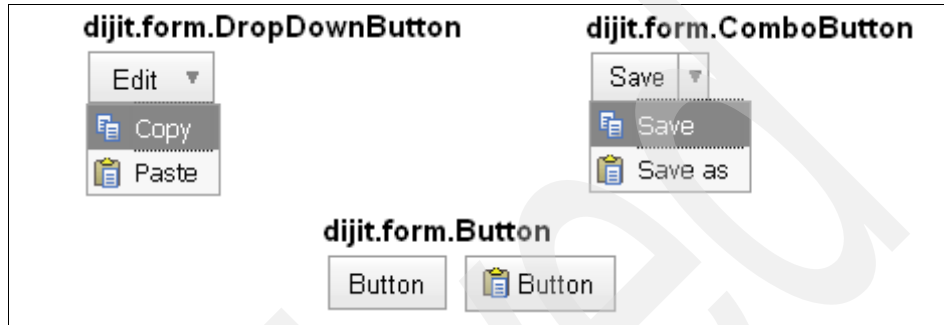 dijit.form.DropDownButton
Edit
Copy
Paste
dijit.form.ComboButton
Save
Save
Save as
dijit.form.Button
Button
Button